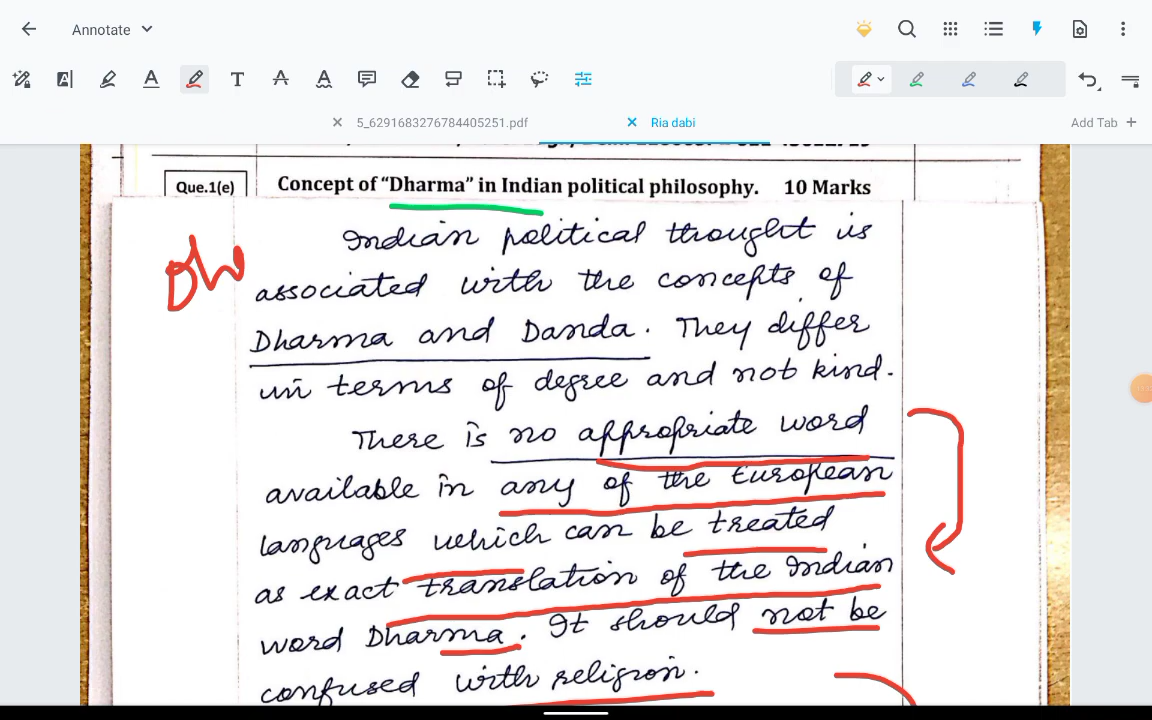 Annotate
5_6291683276784405251.pdf
Ria dabi
Add Tab +
Que.1(e)
Concept of “Dharma” in Indian political philosophy. 10 Marks
Indian political thought is
associated with the concepts of
Dharma and Danda. They differ
in terms of degree and not kind.
There is no appropriate word
available in any of the European
languages which can be treated
as exact translation of the Indian
word Dharma. It should not be
confused with religion.